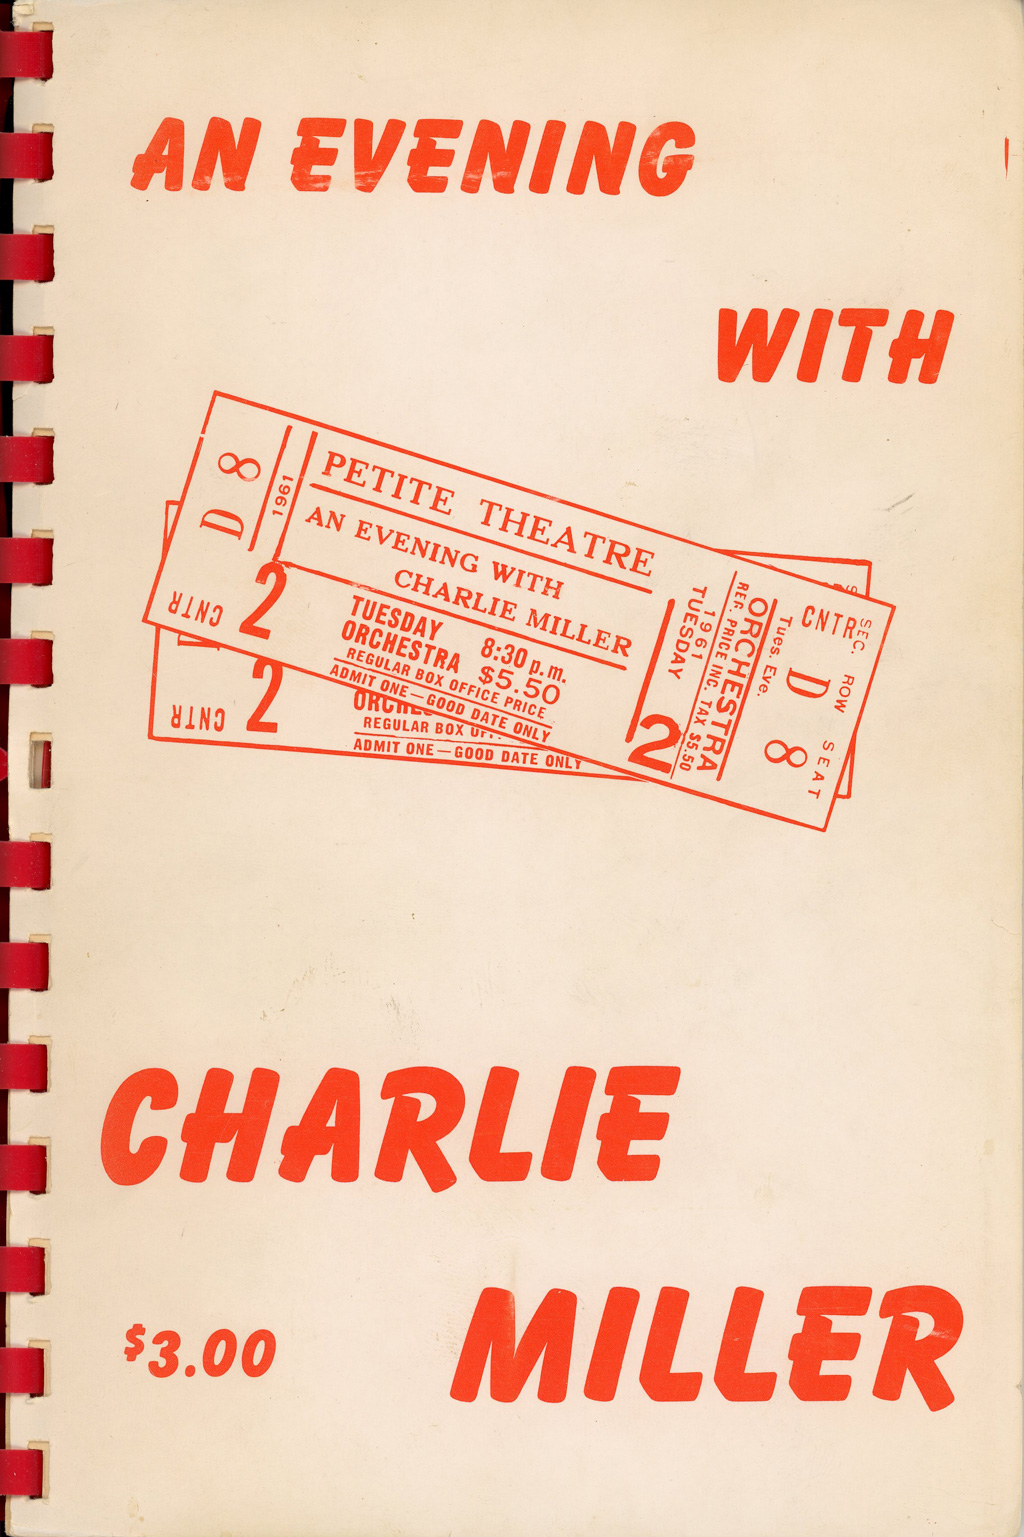 AN EVENING
WITH
D 8
1961
CNTR
2
PETITE THEATRE
AN EVENING WITH
CHARLIE MILLER
TUESDAY 8:30 p.m.
ORCHESTRA $5.50
REGULAR BOX OFFICE PRICE
ADMIT ONE—GOOD DATE ONLY
2
TUESDAY
1961
REF. PRICE INC. TAX $5.50
ORCHESTRA
Tues. Eve.
CNTR D 8
SEC. ROW SEAT
CNTR
2
REGULAR BOX
ADMIT ONE—GOOD DATE ONLY
CHARLIE
$3.00
MILLER